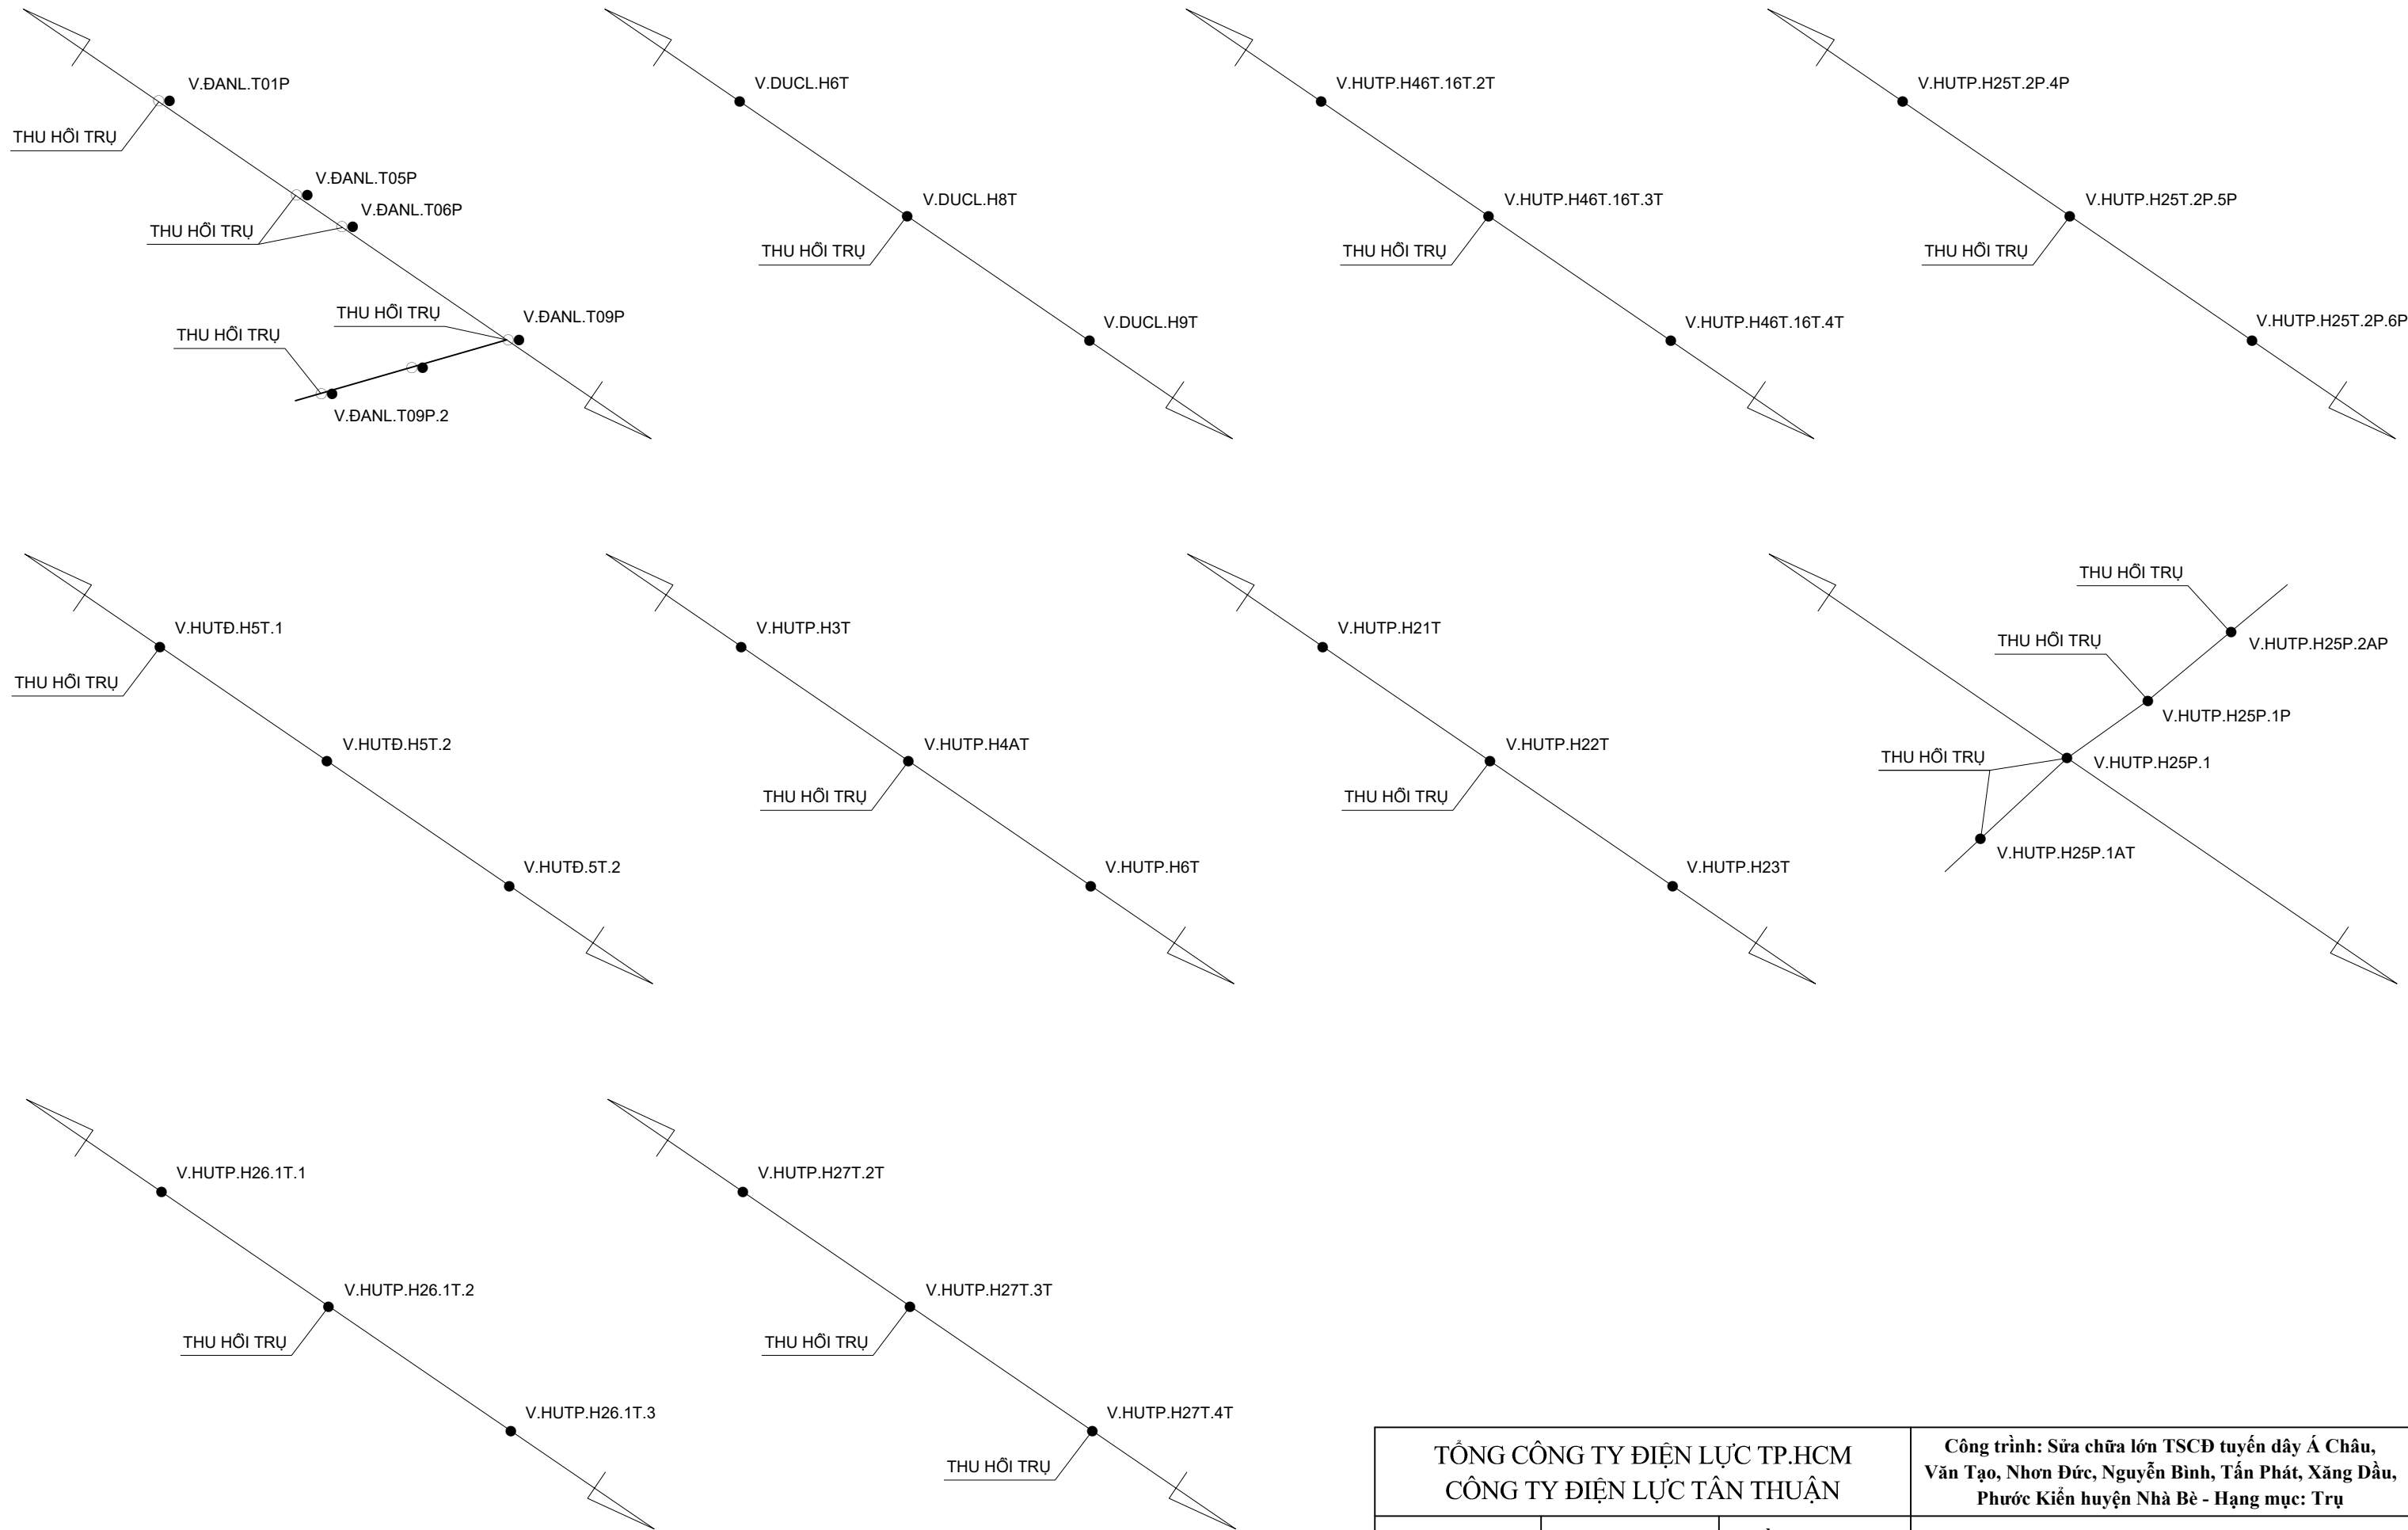 V.ĐANL.T01P
THU HỒI TRỤ
V.ĐANL.T05P
V.ĐANL.T06P
THU HỒI TRỤ
THU HỒI TRỤ
V.ĐANL.T09P
THU HỒI TRỤ
V.ĐANL.T09P.2
V.DUCL.H6T
V.DUCL.H8T
THU HỒI TRỤ
V.DUCL.H9T
V.HUTP.H46T.16T.2T
V.HUTP.H46T.16T.3T
THU HỒI TRỤ
V.HUTP.H46T.16T.4T
V.HUTP.H25T.2P.4P
V.HUTP.H25T.2P.5P
THU HỒI TRỤ
V.HUTP.H25T.2P.6P
V.HUTĐ.H5T.1
THU HỒI TRỤ
V.HUTĐ.H5T.2
V.HUTĐ.5T.2
V.HUTP.H3T
V.HUTP.H4AT
THU HỒI TRỤ
V.HUTP.H6T
V.HUTP.H21T
V.HUTP.H22T
THU HỒI TRỤ
V.HUTP.H23T
THU HỒI TRỤ
V.HUTP.H25P.2AP
THU HỒI TRỤ
V.HUTP.H25P.1P
THU HỒI TRỤ
V.HUTP.H25P.1
V.HUTP.H25P.1AT
V.HUTP.H26.1T.1
V.HUTP.H26.1T.2
THU HỒI TRỤ
V.HUTP.H26.1T.3
V.HUTP.H27T.2T
V.HUTP.H27T.3T
THU HỒI TRỤ
V.HUTP.H27T.4T
THU HỒI TRỤ
TỔNG CÔNG TY ĐIỆN LỰC TP.HCM
CÔNG TY ĐIỆN LỰC TÂN THUẬN
Công trình: Sửa chữa lớn TSCĐ tuyến dây Á Châu,
Văn Tạo, Nhơn Đức, Nguyễn Bình, Tấn Phát, Xăng Dầu,
Phước Kiển huyện Nhà Bè - Hạng mục: Trụ